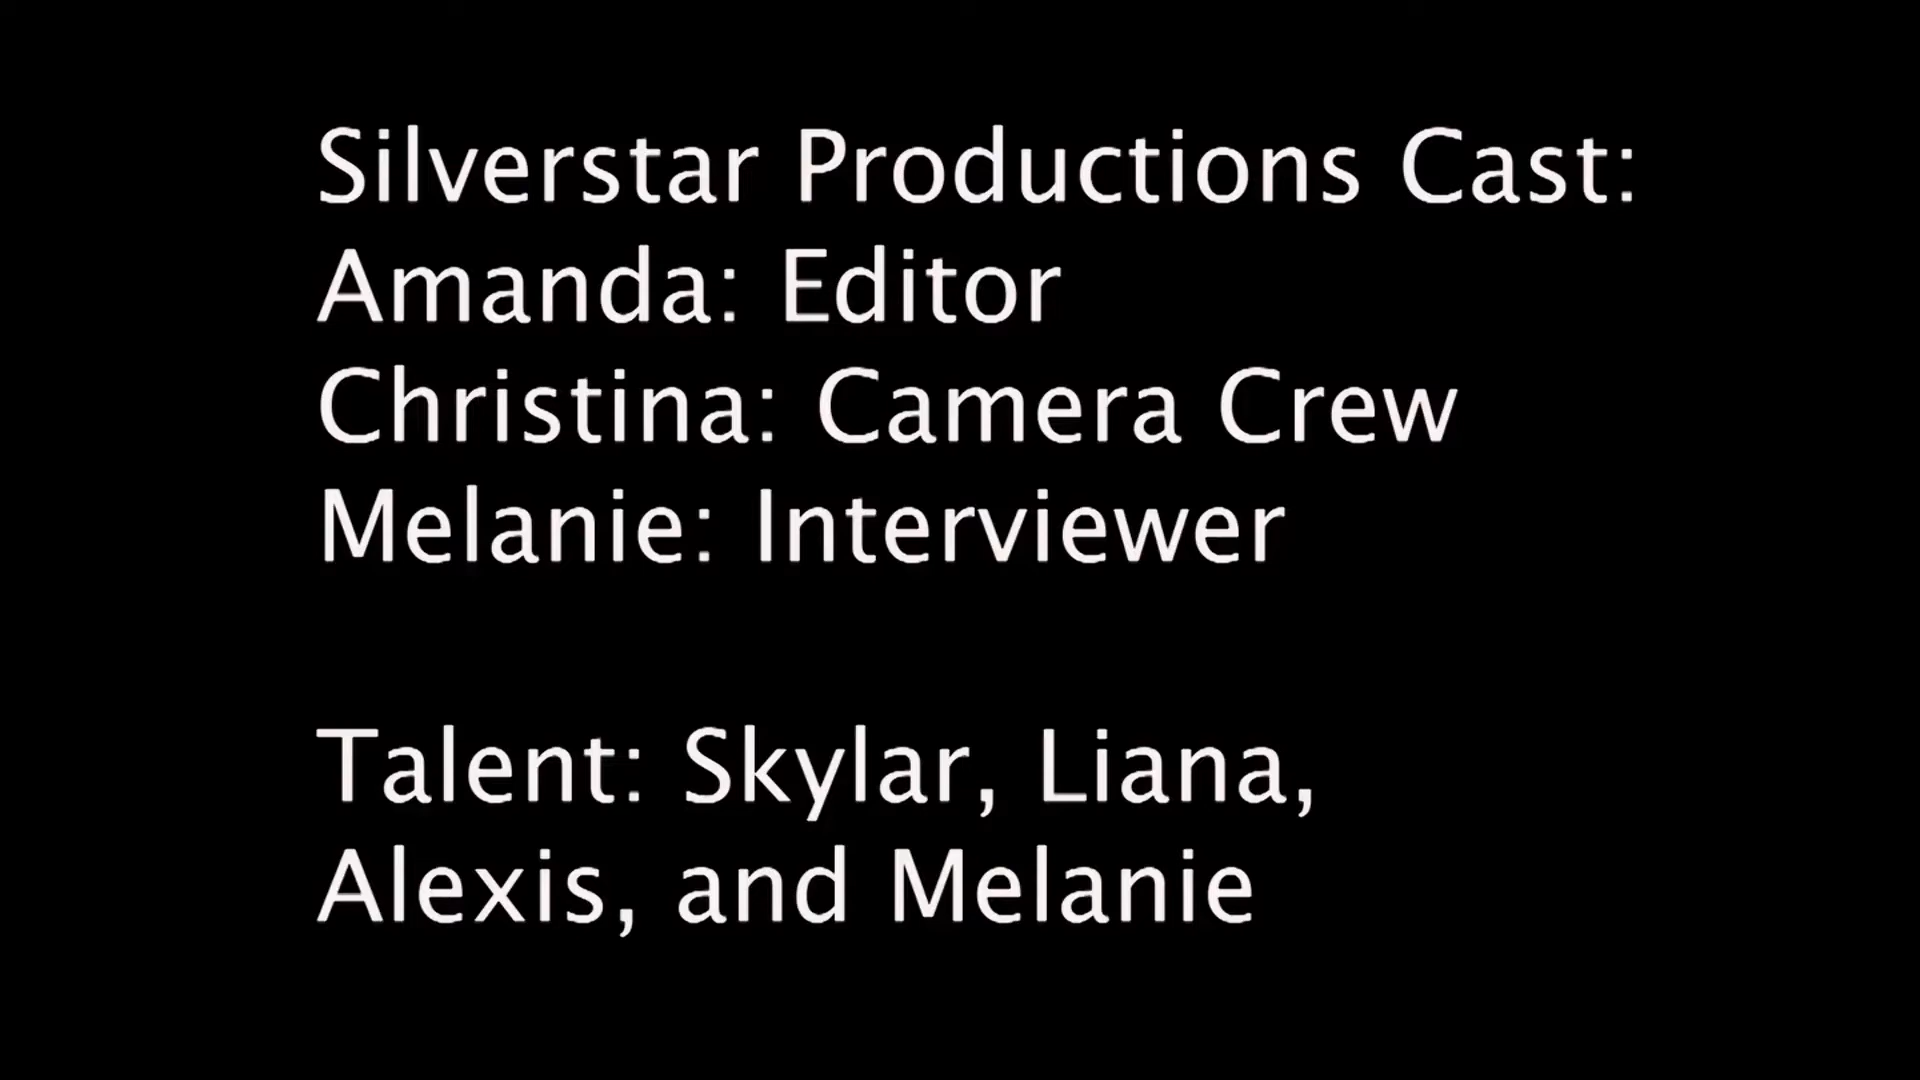 Silverstar Productions Cast:
Amanda: Editor
Christina: Camera Crew
Melanie: Interviewer
Talent: Skylar, Liana,
Alexis, and Melanie